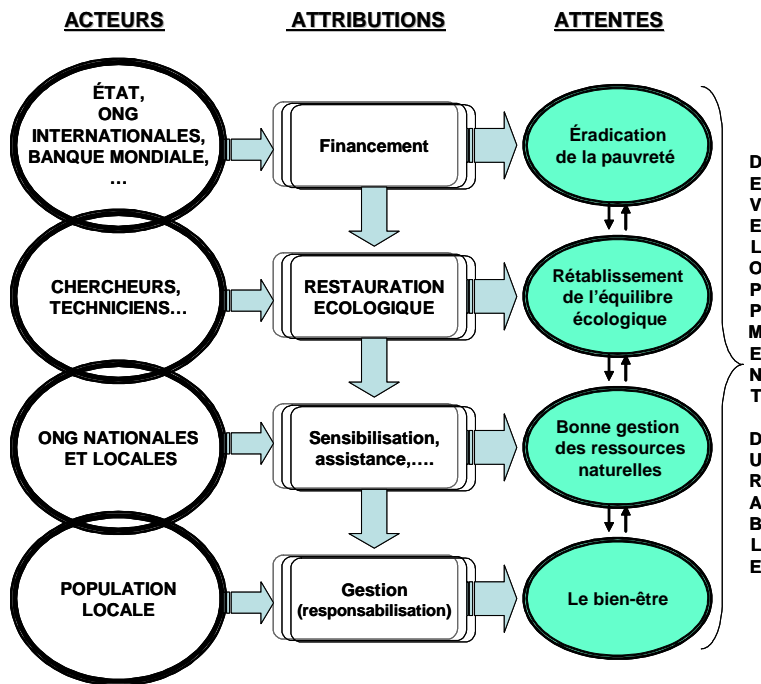 ACTEURS
ATTRIBUTIONS
ATTENTES
ÉTAT,
ONG
INTERNATIONALES,
BANQUE MONDIALE,
…
Financement
Éradication
de la pauvreté
CHERCHEURS,
TECHNICIENS…
RESTAURATION
ECOLOGIQUE
Rétablissement
de l'équilibre
écologique
ONG NATIONALES
ET LOCALES
Sensibilisation,
assistance,....
Bonne gestion
des ressources
naturelles
POPULATION
LOCALE
Gestion
(responsabilisation)
Le bien-être
DEVELOPPMENT DURABLE